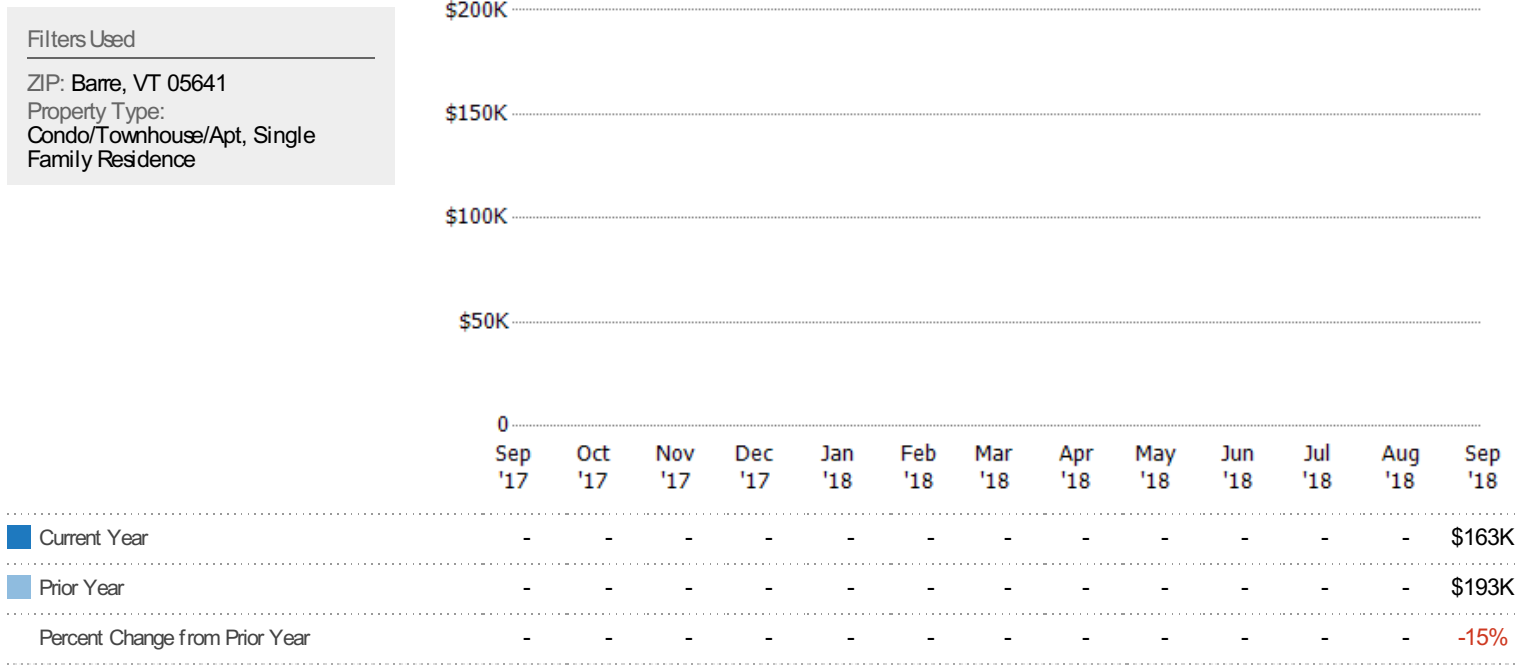 Filters Used
ZIP: Barre, VT 05641
Property Type:
Condo/Townhouse/Apt, Single
Family Residence
$200K
$150K
$100K
$50K
0
Sep Oct Nov Dec Jan Feb Mar Apr May Jun Jul Aug Sep
'17 '17 '17 '17 '18 '18 '18 '18 '18 '18 '18 '18 '18
Current Year - - - - - - - - - - - - $163K
Prior Year - - - - - - - - - - - - $193K
Percent Change from Prior Year - - - - - - - - - - - - -15%